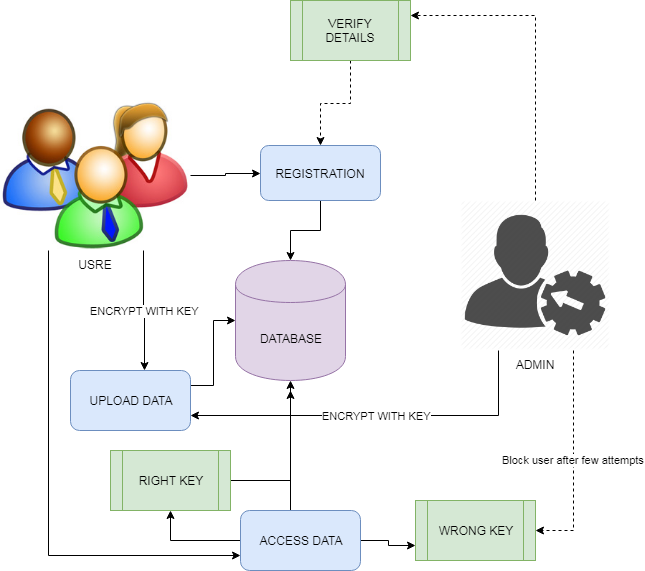 VERIFY
DETAILS
REGISTRATION
USRE
ENCRYPT WITH KEY
DATABASE
ADMIN
UPLOAD DATA
ENCRYPT WITH KEY
Block user after few attempts
RIGHT KEY
WRONG KEY
ACCESS DATA